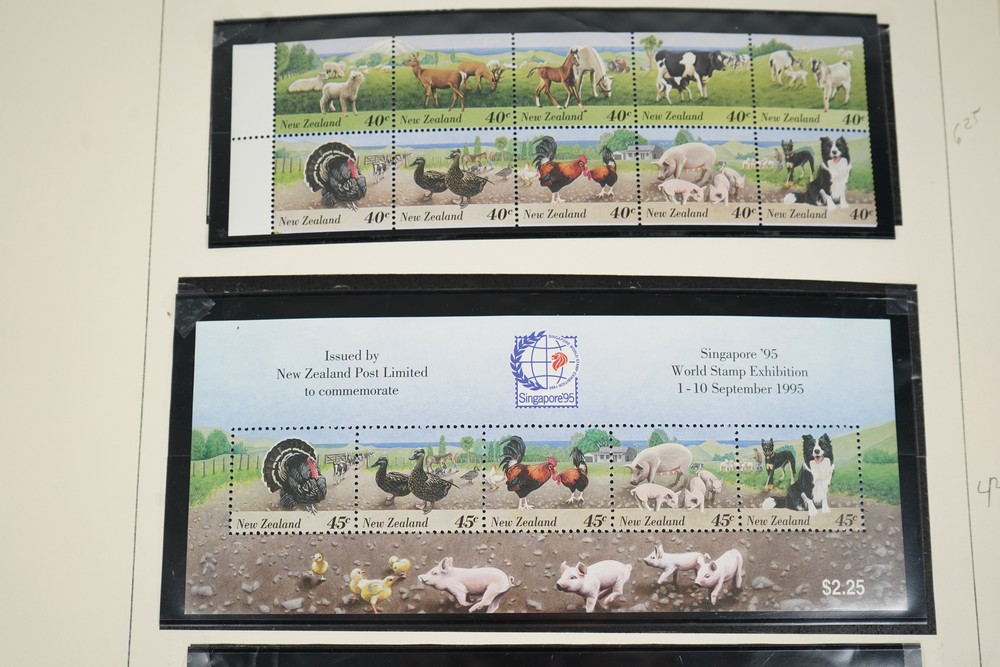 New Zealand 40c New Zealand 40c New Zealand 40c New Zealand 40c New Zealand 40c
New Zealand 40c New Zealand 40c New Zealand 40c New Zealand 40c New Zealand 40c
625
Issued by
New Zealand Post Limited
to commemorate
Singapore'95
Singapore '95
World Stamp Exhibition
1-10 September 1995
New Zealand 45c New Zealand 45c New Zealand 45c New Zealand 45c New Zealand 45c
$2.25